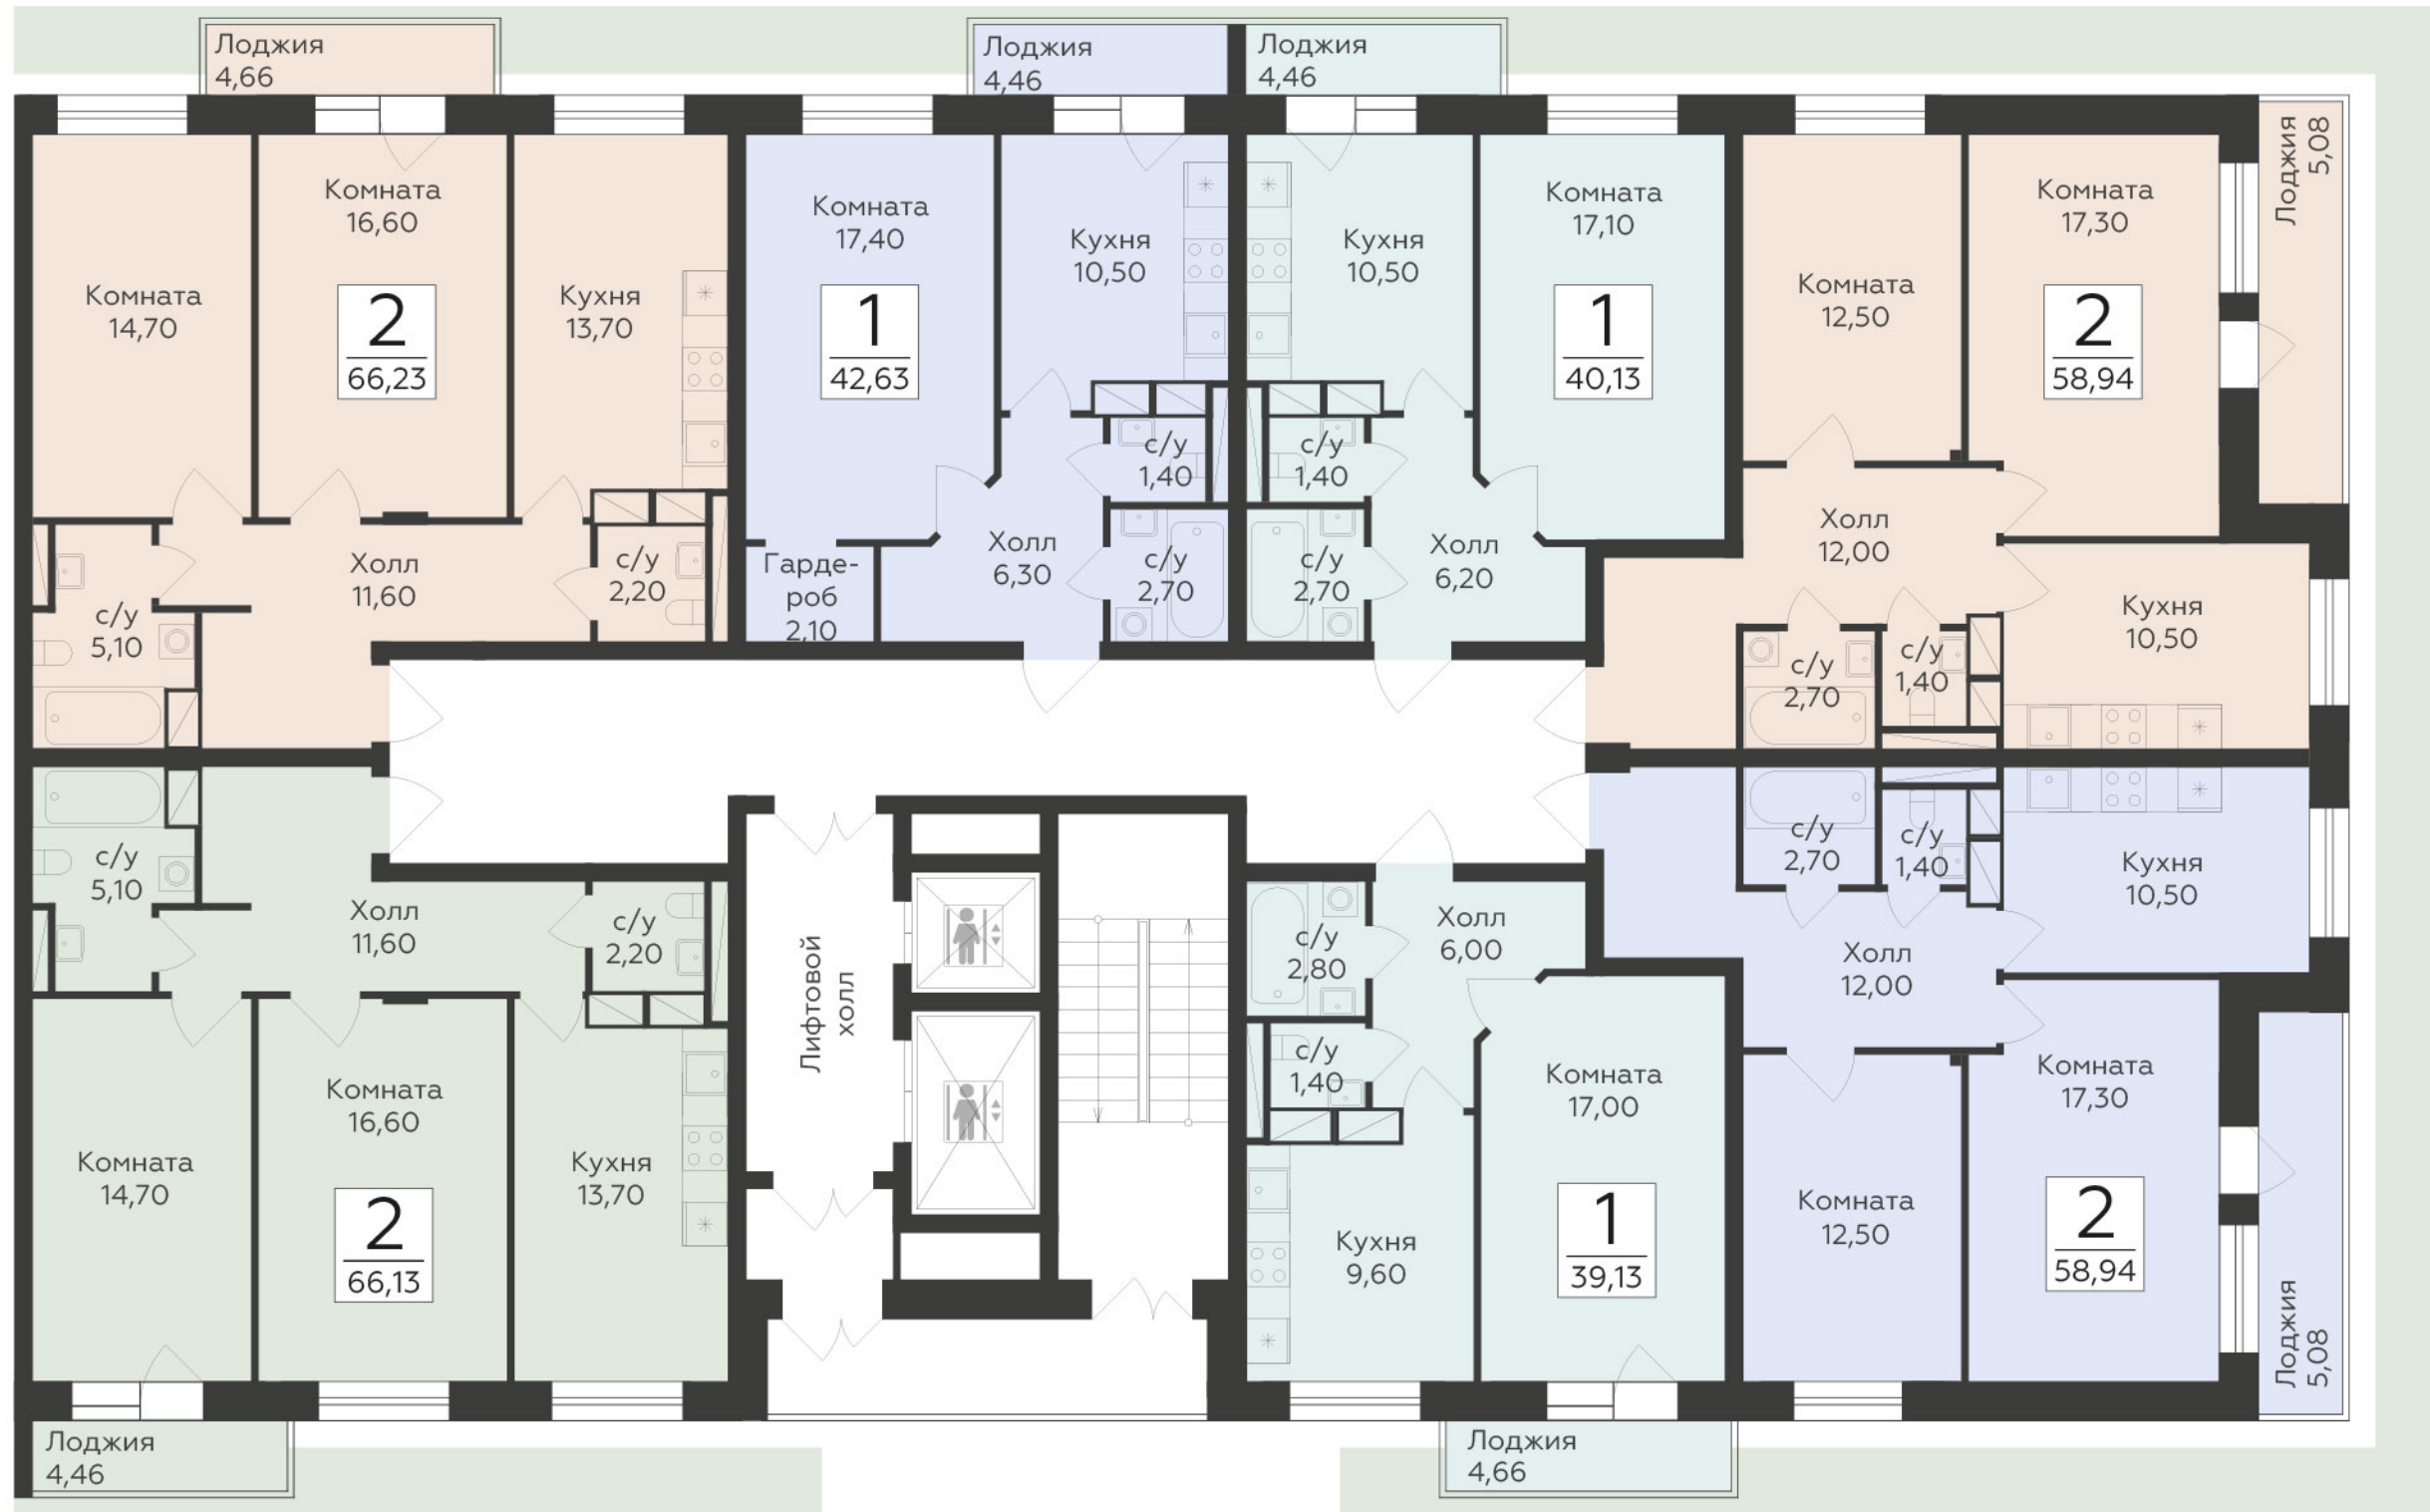 Лоджия
4,66
Лоджия
4,46
Лоджия
4,46
Лоджия
5,08
Комната
14,70
Комната
16,60
2
66,23
Кухня
13,70
Холл
11,60
с/у
5,10
с/у
2,20
Комната
17,40
1
42,63
Кухня
10,50
с/у
1,40
Холл
6,30
с/у
2,70
Гарде-
роб
2,10
Кухня
10,50
Комната
17,10
1
40,13
с/у
1,40
с/у
2,70
Холл
6,20
Комната
12,50
Комната
17,30
2
58,94
Холл
12,00
Кухня
10,50
с/у
2,70
с/у
1,40
с/у
5,10
Холл
11,60
с/у
2,20
Комната
14,70
Комната
16,60
2
66,13
Кухня
13,70
Лоджия
4,46
Лифтовой
холл
с/у
2,80
Холл
6,00
с/у
1,40
Комната
17,00
1
39,13
Кухня
9,60
Лоджия
4,66
с/у
2,70
с/у
1,40
Кухня
10,50
Холл
12,00
Комната
12,50
Комната
17,30
2
58,94
Лоджия
5,08